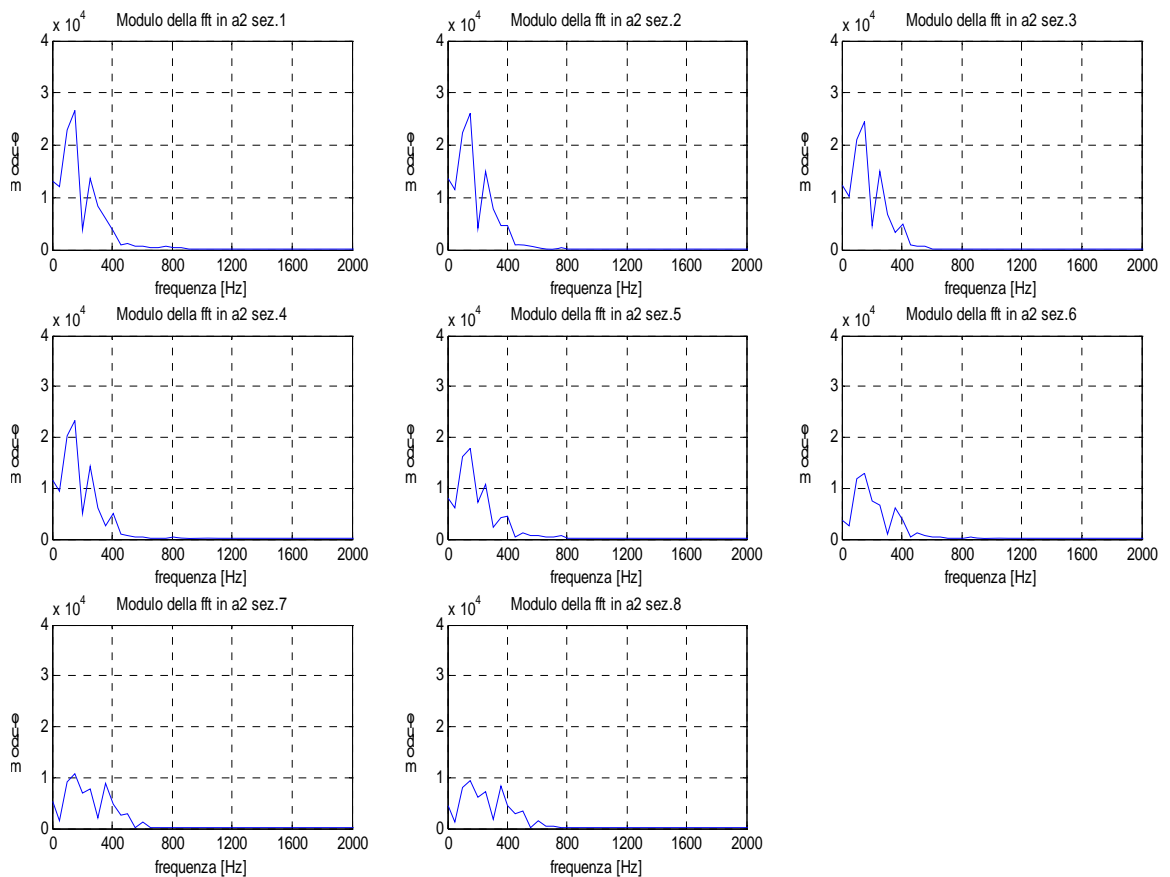 x 10^4 Modulo della fft in a2 sez.1
4
3
2
1
0
modulo
0 400 800 1200 1600 2000
frequenza [Hz]
x 10^4 Modulo della fft in a2 sez.2
4
3
2
1
0
modulo
0 400 800 1200 1600 2000
frequenza [Hz]
x 10^4 Modulo della fft in a2 sez.3
4
3
2
1
0
modulo
0 400 800 1200 1600 2000
frequenza [Hz]
x 10^4 Modulo della fft in a2 sez.4
4
3
2
1
0
modulo
0 400 800 1200 1600 2000
frequenza [Hz]
x 10^4 Modulo della fft in a2 sez.5
4
3
2
1
0
modulo
0 400 800 1200 1600 2000
frequenza [Hz]
x 10^4 Modulo della fft in a2 sez.6
4
3
2
1
0
modulo
0 400 800 1200 1600 2000
frequenza [Hz]
x 10^4 Modulo della fft in a2 sez.7
4
3
2
1
0
modulo
0 400 800 1200 1600 2000
frequenza [Hz]
x 10^4 Modulo della fft in a2 sez.8
4
3
2
1
0
modulo
0 400 800 1200 1600 2000
frequenza [Hz]